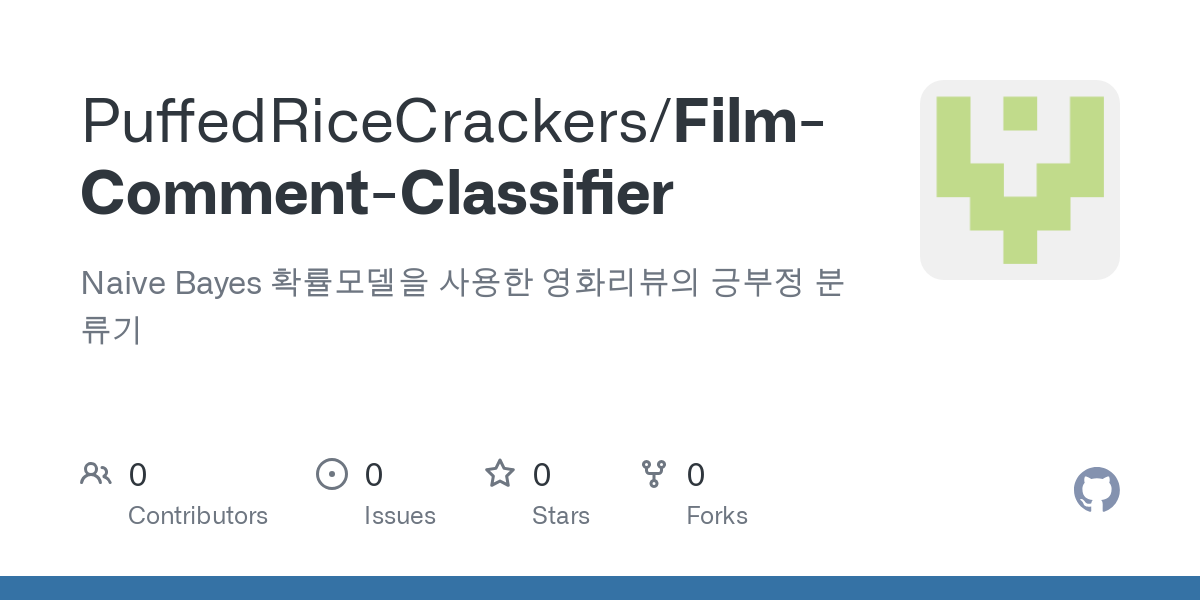 PuffedRiceCrackers/Film-
Comment-Classifier
Naive Bayes 확률모델을 사용한 영화리뷰의 긍부정 분
류기
0
Contributors
0
Issues
0
Stars
0
Forks